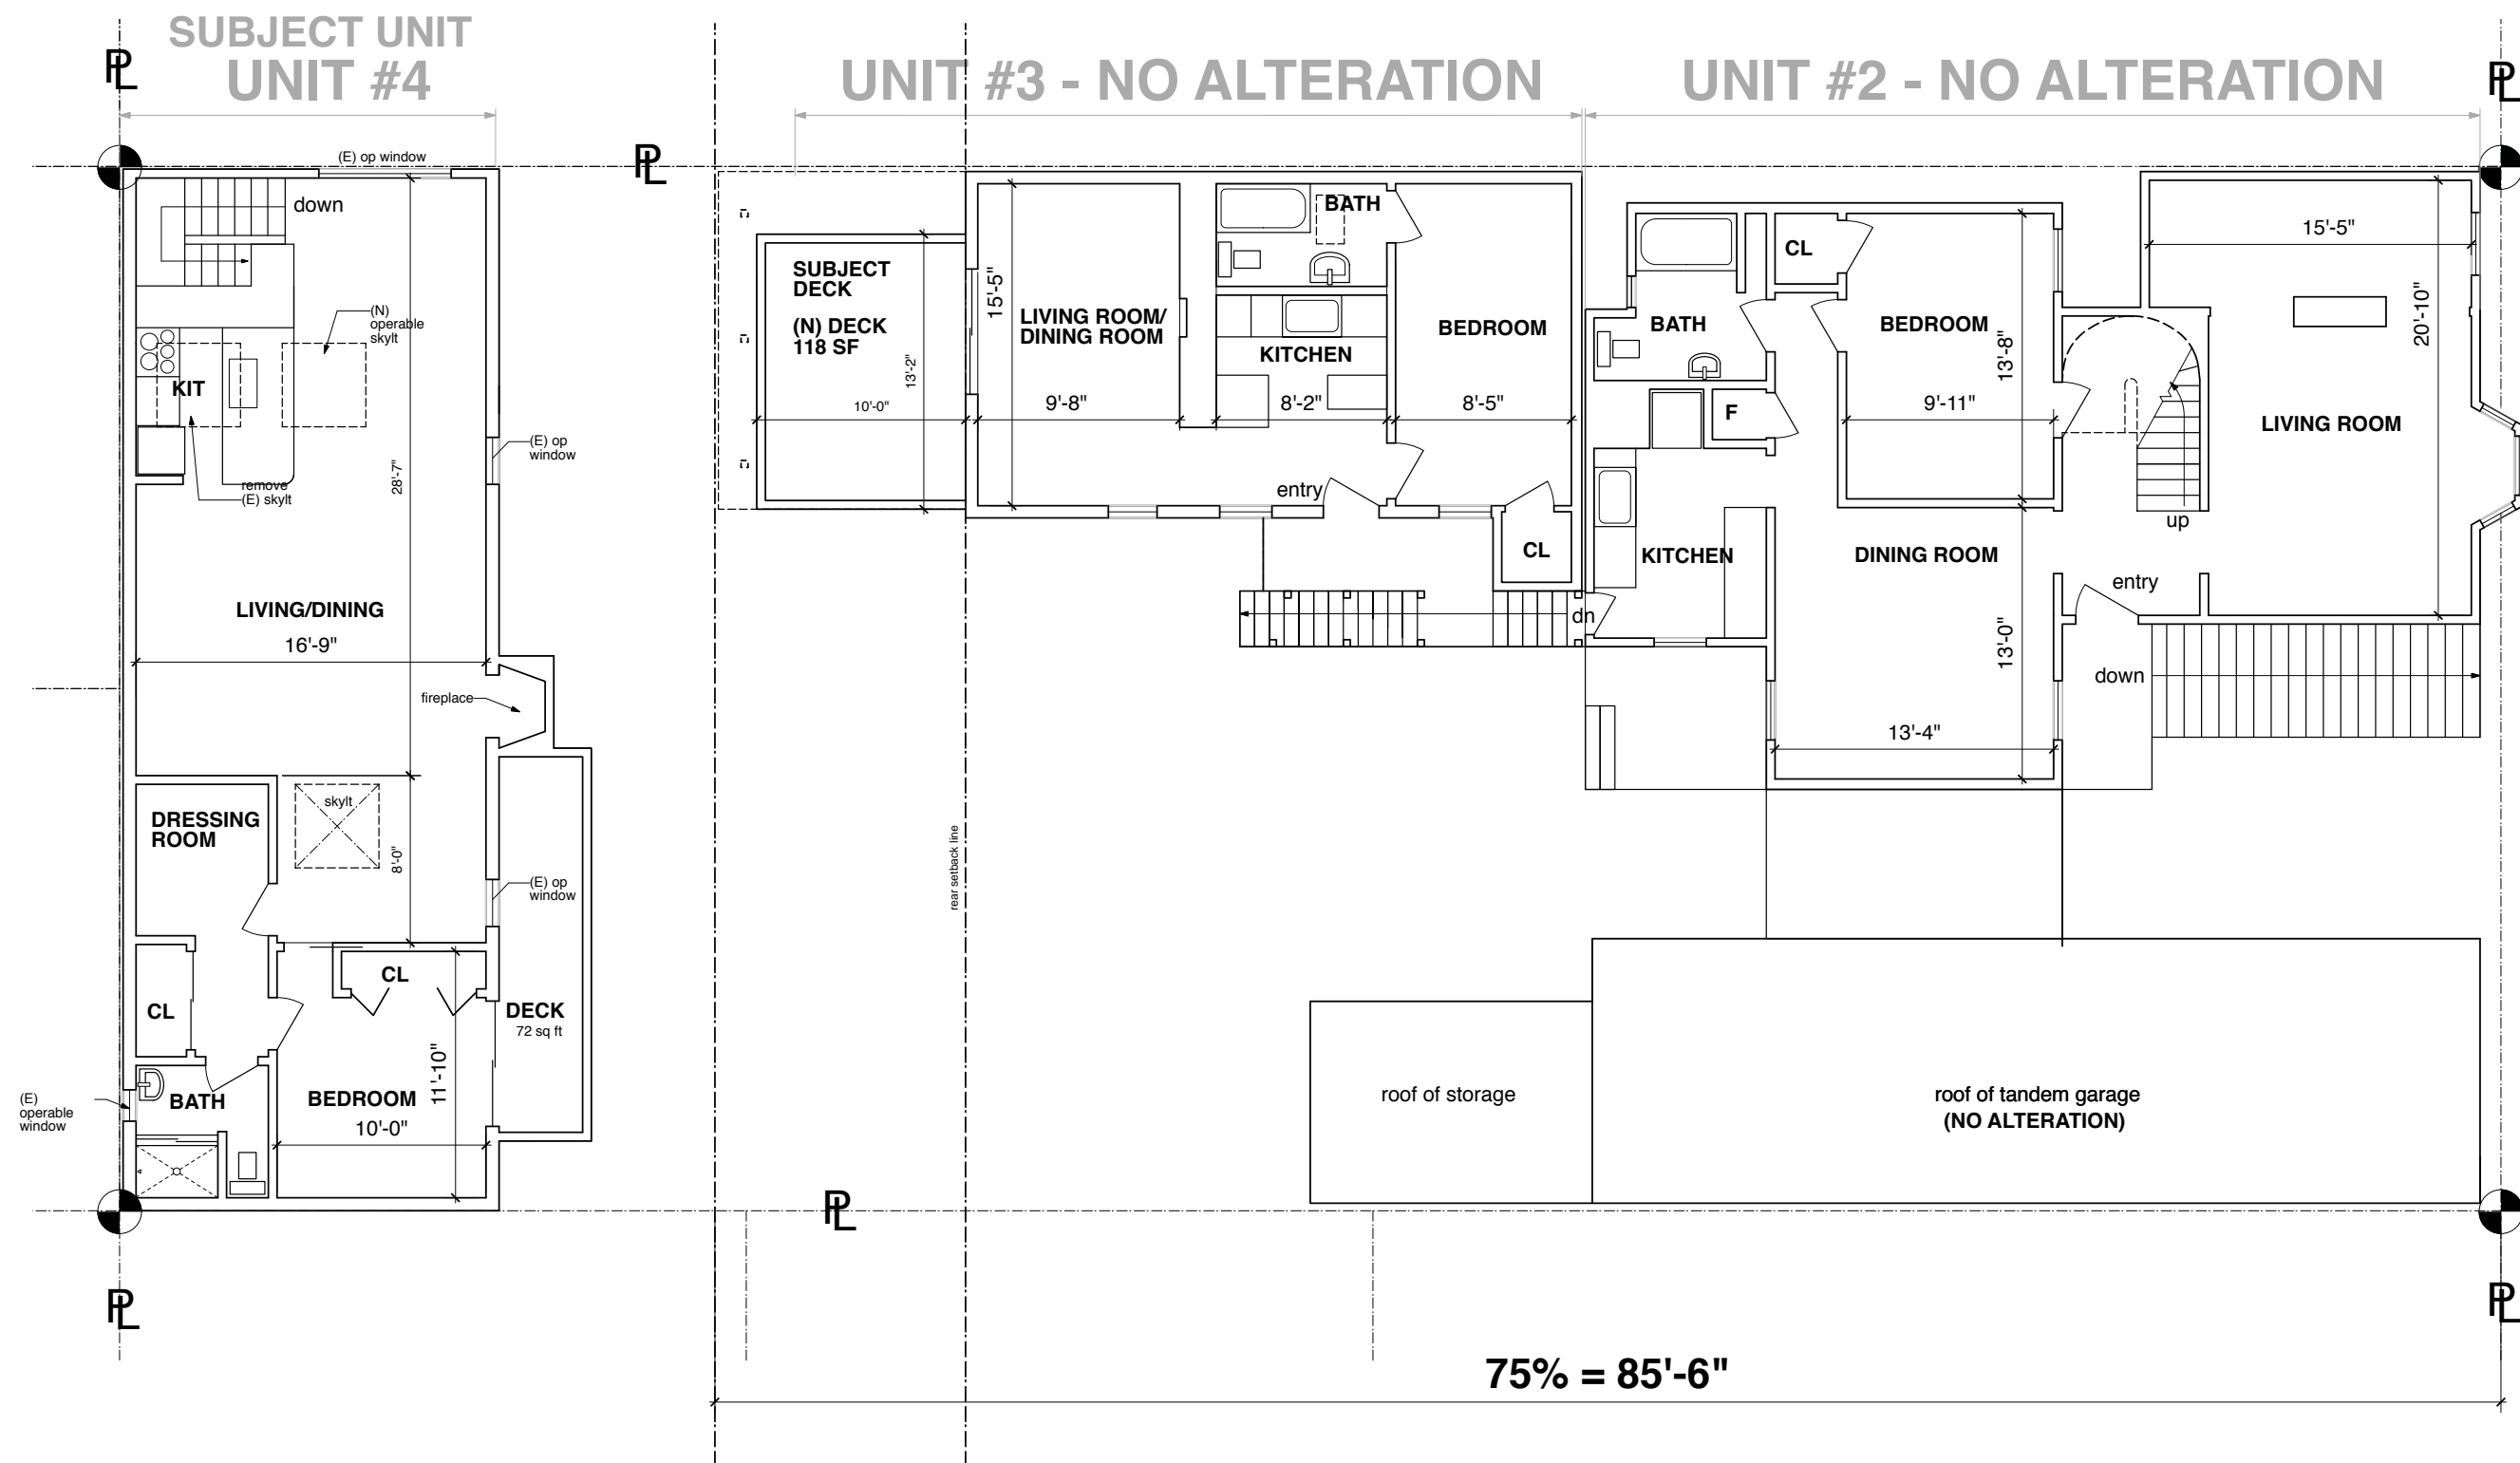 SUBJECT UNIT
UNIT #4
UNIT #3 - NO ALTERATION
UNIT #2 - NO ALTERATION
PL
PL
PL
(E) op window
down
(N)
operable
skylt
KIT
remove
(E) skylt
28'-7"
(E) op
window
LIVING/DINING
16'-9"
fireplace
DRESSING
ROOM
skylt
8'-0"
(E) op
window
CL
CL
DECK
72 sq ft
11'-10"
BEDROOM
10'-0"
BATH
(E)
operable
window
SUBJECT
DECK
(N) DECK
118 SF
13'-2"
10'-0"
15'-5"
LIVING ROOM/
DINING ROOM
9'-8"
BATH
KITCHEN
8'-2"
BEDROOM
8'-5"
entry
CL
dn
rear setback line
BATH
CL
BEDROOM
13'-8"
9'-11"
F
KITCHEN
DINING ROOM
13'-0"
13'-4"
up
entry
down
15'-5"
20'-10"
LIVING ROOM
roof of storage
roof of tandem garage
(NO ALTERATION)
PL
PL
PL
75% = 85'-6"